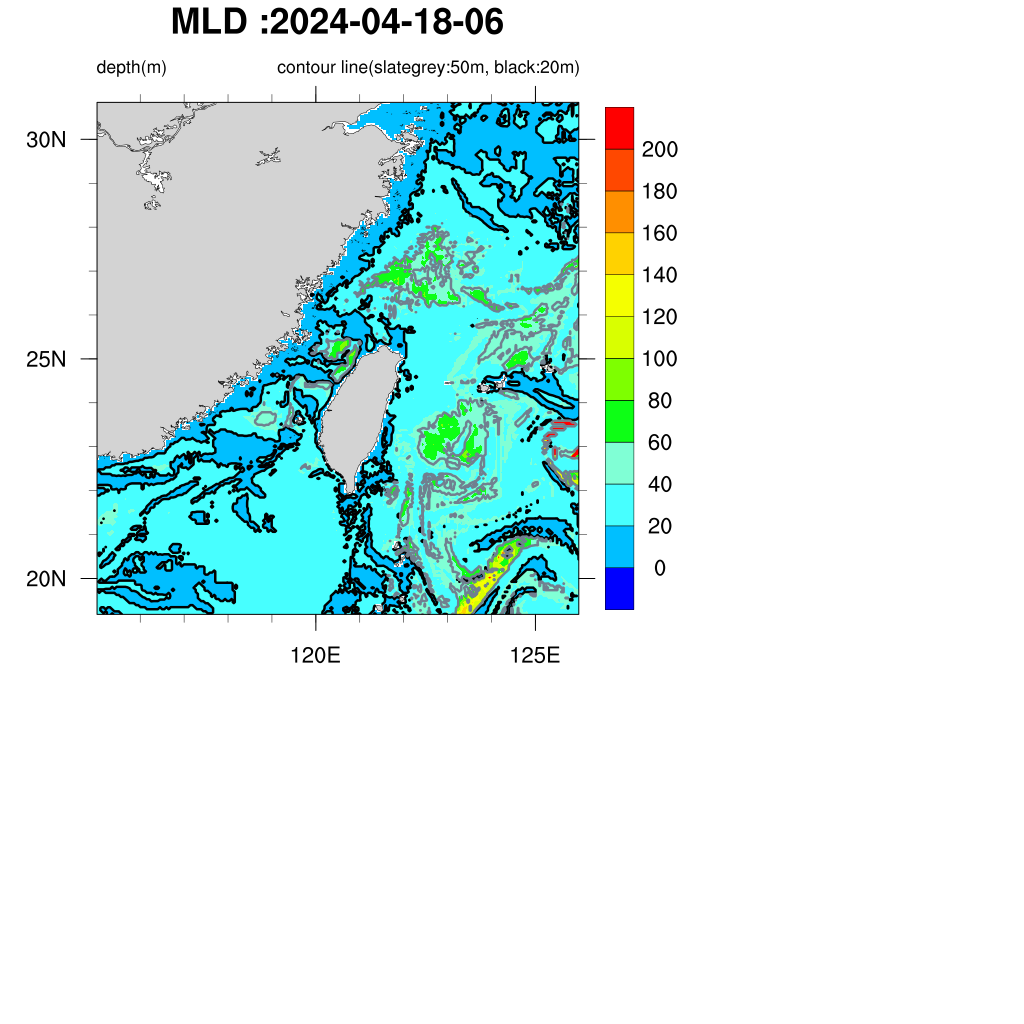 MLD :2024-04-18-06
depth(m)
contour line(slategrey:50m, black:20m)
30N
25N
20N
120E
125E
200
180
160
140
120
100
80
60
40
20
0